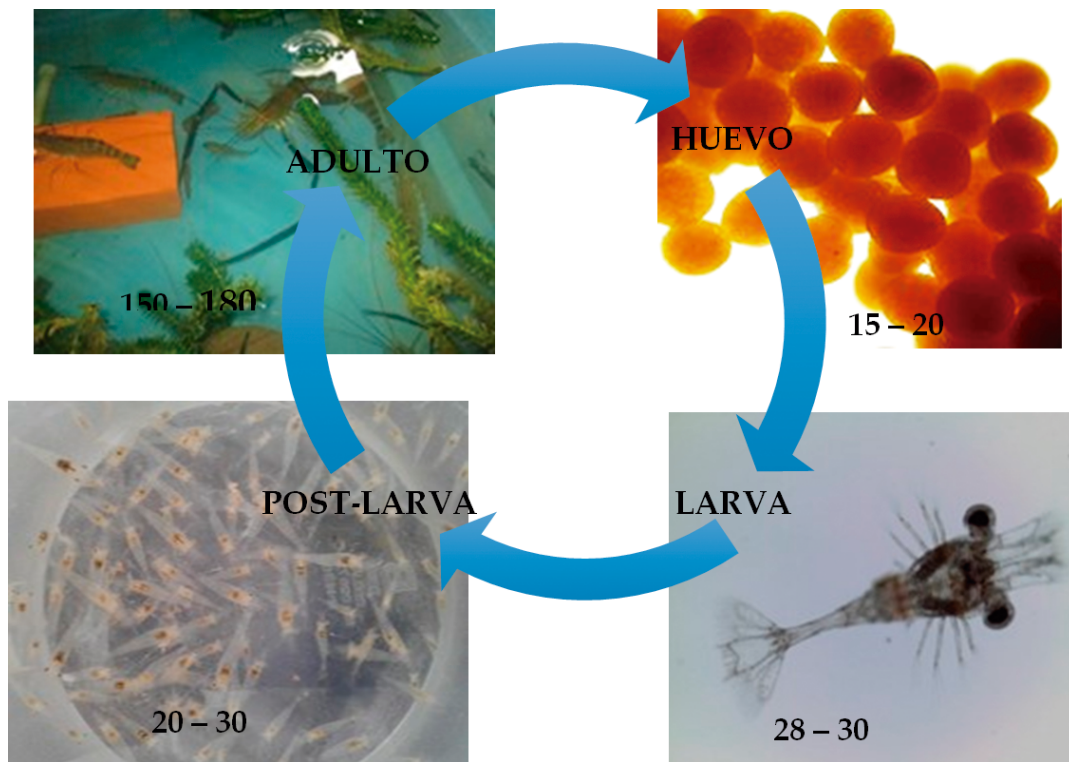 ADULTO
150 – 180
HUEVO
15 – 20
LARVA
28 – 30
POST-LARVA
20 – 30